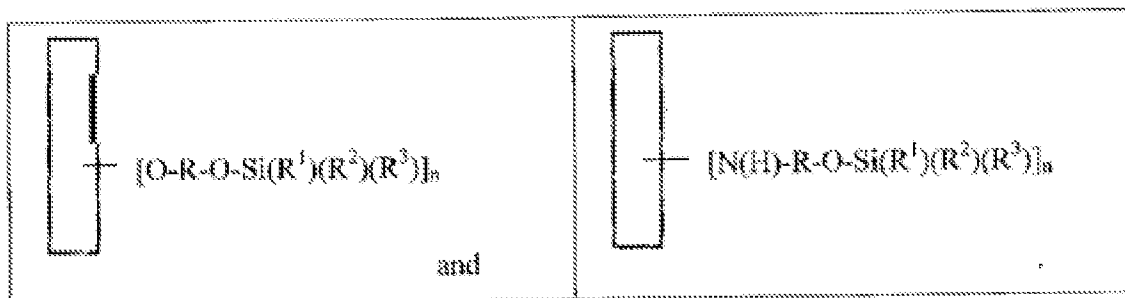 [O-R-O-Si(R¹)(R²)(R³)]ₙ
and
[N(H)-R-O-Si(R¹)(R²)(R³)]ₙ
.